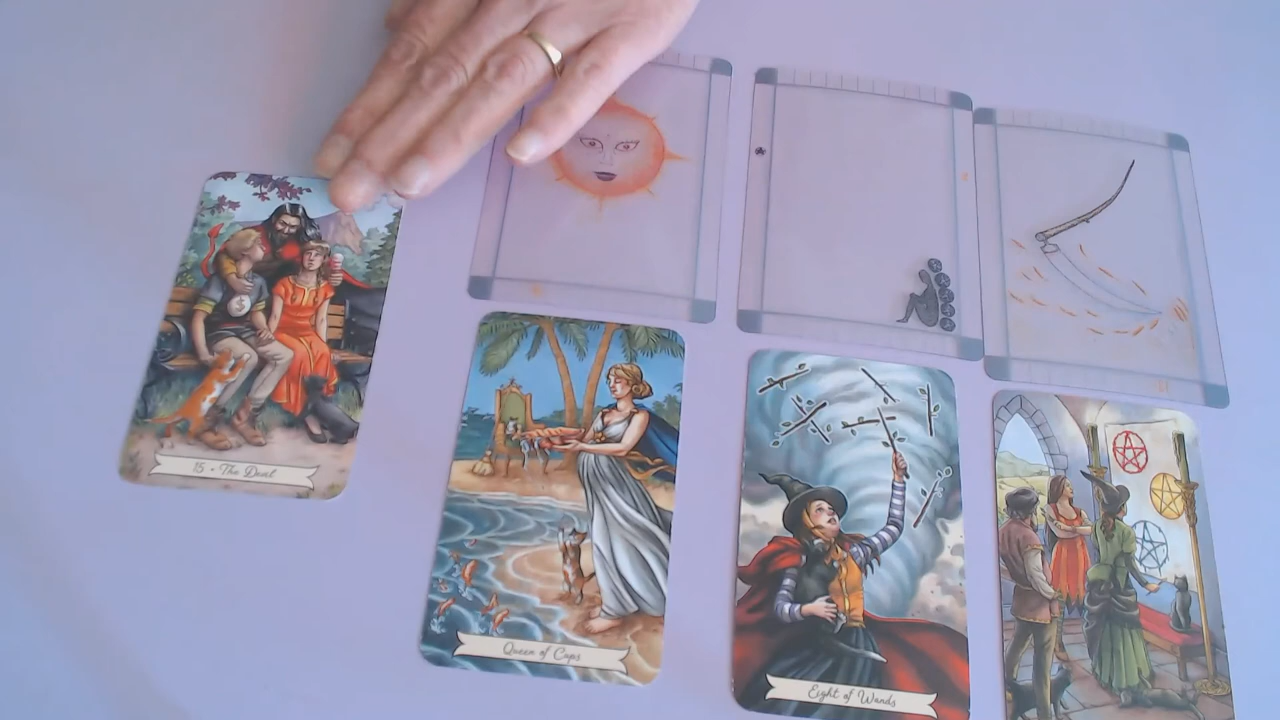 15 • The Devil
Queen of Cups
Eight of Wands